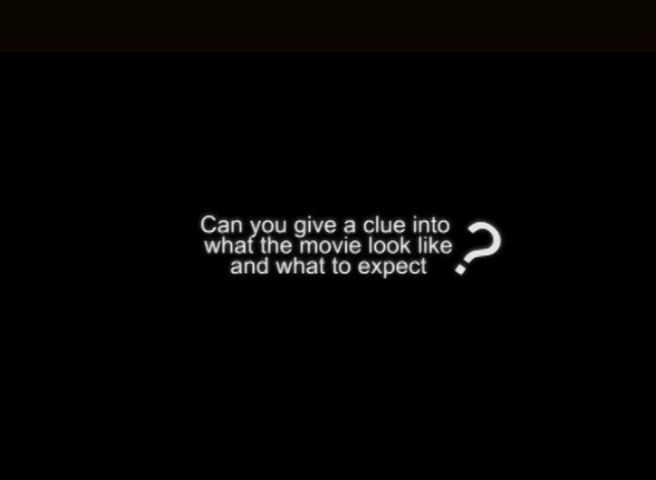 Can you give a clue into
what the movie look like
and what to expect ?